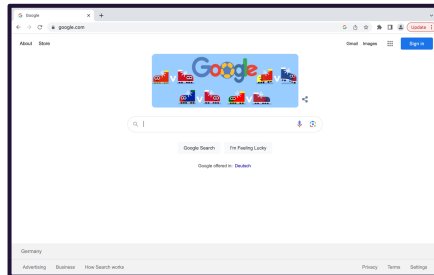 Google
google.com
Update
About Store
Gmail Images
Sign in
Google
V V
V V
Google Search I'm Feeling Lucky
Google offered in: Deutsch
Germany
Advertising Business How Search works
Privacy Terms Settings